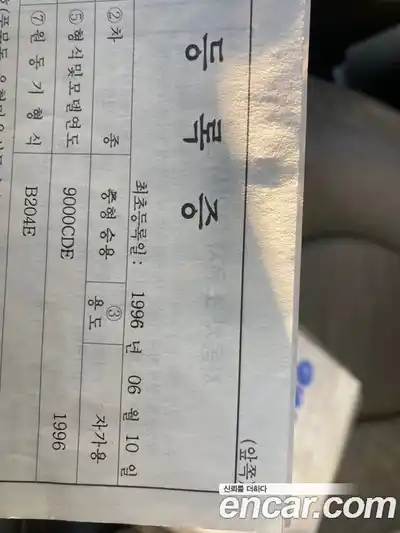 등 록 증
(앞쪽)
최초등록일: 1996 년 06 월 10 일
② 차 종 중형 승용 ③ 용도 자가용
⑤ 형식및모델연도 9000CDE 1996
⑦ 원 동 기 형 식 B204E
신뢰를 더하다
encar.com